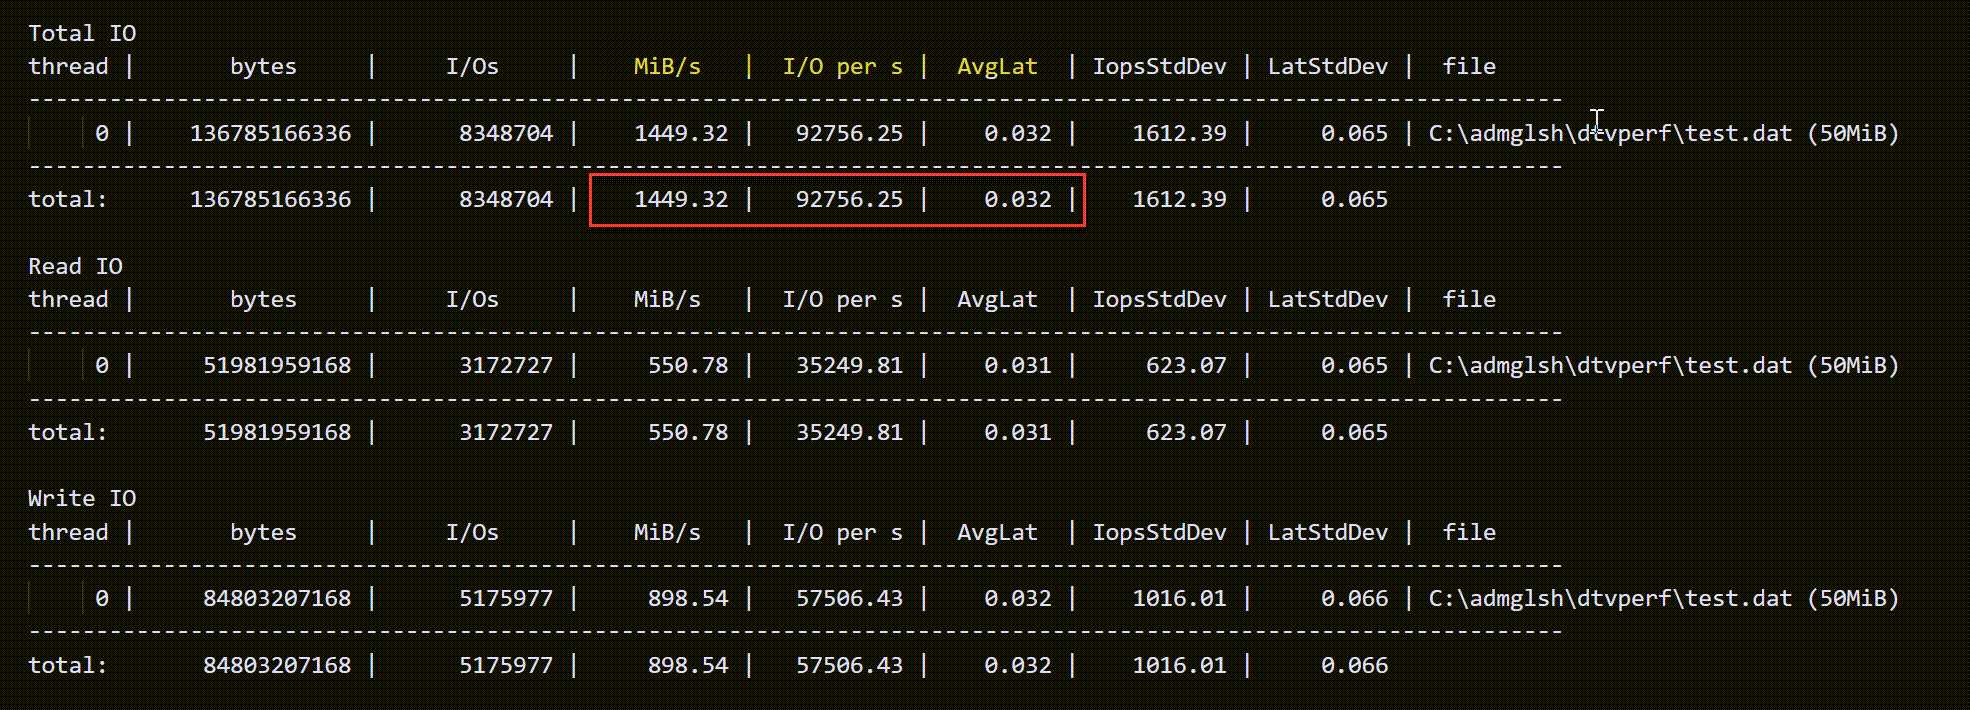 Total IO
thread |       bytes     |     I/Os     |    MiB/s   |  I/O per s |  AvgLat  | IopsStdDev | LatStdDev |  file
------------------------------------------------------------------------------------------------------------------
     0 |    136785166336 |      8348704 |    1449.32 |   92756.25 |    0.032 |    1612.39 |     0.065 | C:\admglsh\dtvperf\test.dat (50MiB)
------------------------------------------------------------------------------------------------------------------
total:      136785166336 |      8348704 |    1449.32 |   92756.25 |    0.032 |    1612.39 |     0.065
Read IO
thread |       bytes     |     I/Os     |    MiB/s   |  I/O per s |  AvgLat  | IopsStdDev | LatStdDev |  file
------------------------------------------------------------------------------------------------------------------
     0 |     51981959168 |      3172727 |     550.78 |   35249.81 |    0.031 |     623.07 |     0.065 | C:\admglsh\dtvperf\test.dat (50MiB)
------------------------------------------------------------------------------------------------------------------
total:       51981959168 |      3172727 |     550.78 |   35249.81 |    0.031 |     623.07 |     0.065
Write IO
thread |       bytes     |     I/Os     |    MiB/s   |  I/O per s |  AvgLat  | IopsStdDev | LatStdDev |  file
------------------------------------------------------------------------------------------------------------------
     0 |     84803207168 |      5175977 |     898.54 |   57506.43 |    0.032 |    1016.01 |     0.066 | C:\admglsh\dtvperf\test.dat (50MiB)
------------------------------------------------------------------------------------------------------------------
total:       84803207168 |      5175977 |     898.54 |   57506.43 |    0.032 |    1016.01 |     0.066